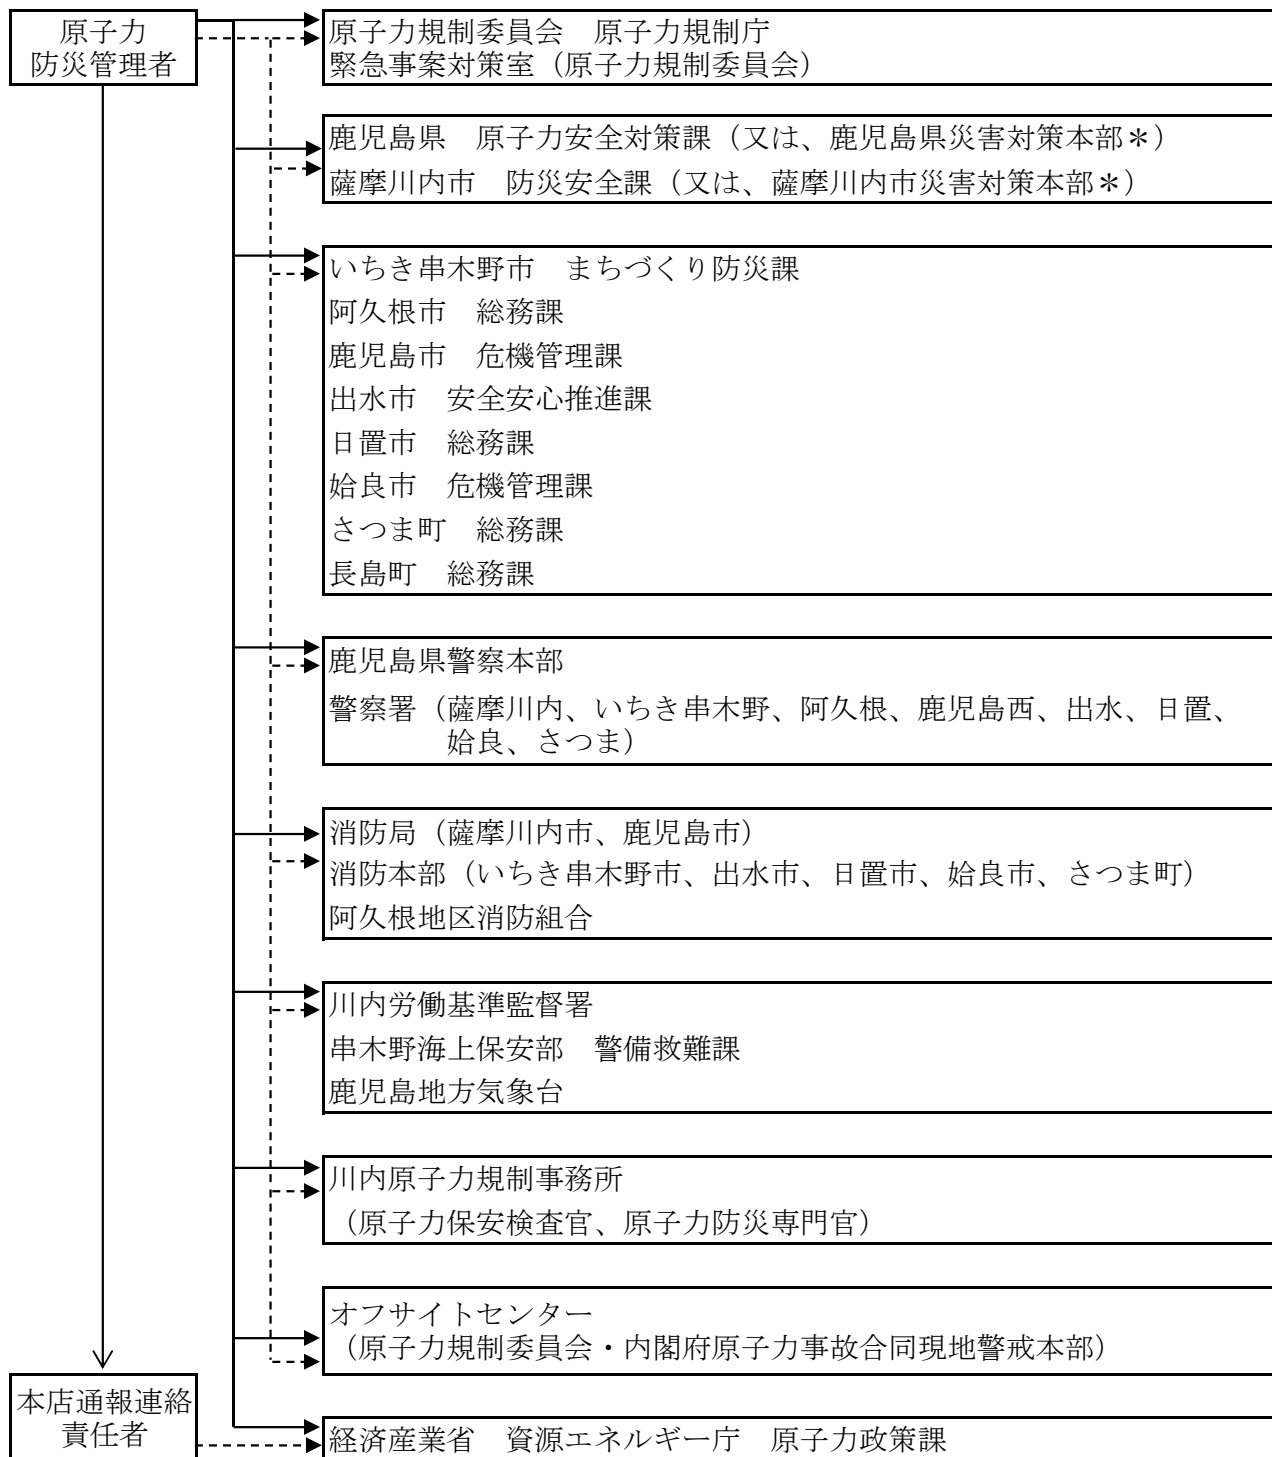 原子力
防災管理者
原子力規制委員会　原子力規制庁
緊急事案対策室（原子力規制委員会）
鹿児島県　原子力安全対策課（又は、鹿児島県災害対策本部＊）
薩摩川内市　防災安全課（又は、薩摩川内市災害対策本部＊）
いちき串木野市　まちづくり防災課
阿久根市　総務課
鹿児島市　危機管理課
出水市　安全安心推進課
日置市　総務課
姶良市　危機管理課
さつま町　総務課
長島町　総務課
鹿児島県警察本部
警察署（薩摩川内、いちき串木野、阿久根、鹿児島西、出水、日置、
姶良、さつま）
消防局（薩摩川内市、鹿児島市）
消防本部（いちき串木野市、出水市、日置市、姶良市、さつま町）
阿久根地区消防組合
川内労働基準監督署
串木野海上保安部　警備救難課
鹿児島地方気象台
川内原子力規制事務所
（原子力保安検査官、原子力防災専門官）
オフサイトセンター
（原子力規制委員会・内閣府原子力事故合同現地警戒本部）
本店通報連絡
責任者
経済産業省　資源エネルギー庁　原子力政策課